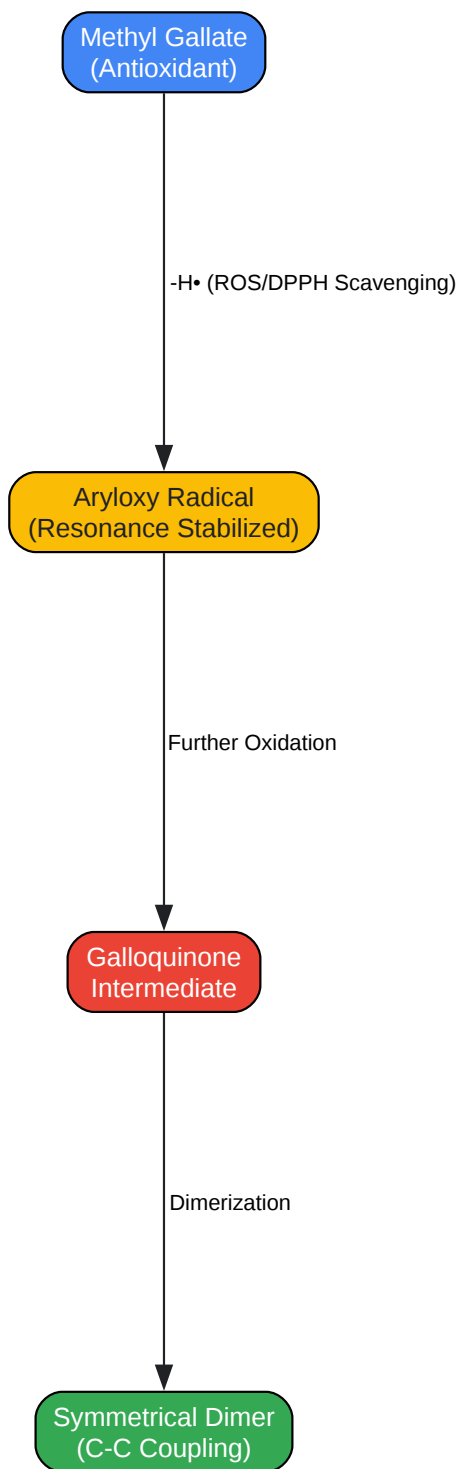 Methyl Gallate
(Antioxidant)
-H• (ROS/DPPH Scavenging)
Aryloxy Radical
(Resonance Stabilized)
Further Oxidation
Galloquinone
Intermediate
Dimerization
Symmetrical Dimer
(C-C Coupling)